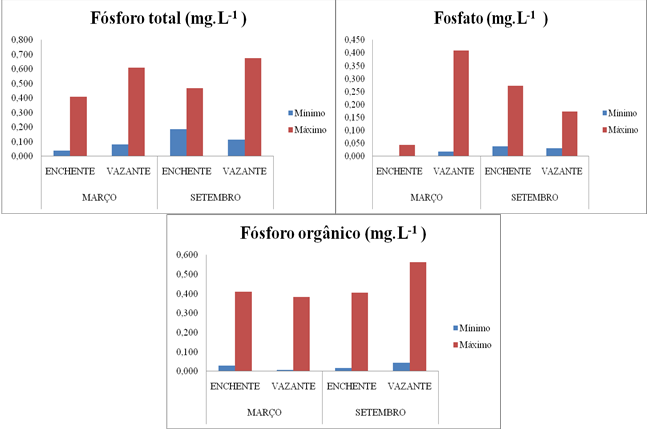 Fósforo total (mg.L-1)
0,800
0,700
0,600
0,500
0,400
0,300
0,200
0,100
0,000
ENCHENTE VAZANTE ENCHENTE VAZANTE
MARÇO SETEMBRO
Mínimo
Máximo
Fosfato (mg.L-1 )
0,450
0,400
0,350
0,300
0,250
0,200
0,150
0,100
0,050
0,000
ENCHENTE VAZANTE ENCHENTE VAZANTE
MARÇO SETEMBRO
Mínimo
Máximo
Fósforo orgânico (mg.L-1 )
0,600
0,500
0,400
0,300
0,200
0,100
0,000
ENCHENTE VAZANTE ENCHENTE VAZANTE
MARÇO SETEMBRO
Mínimo
Máximo